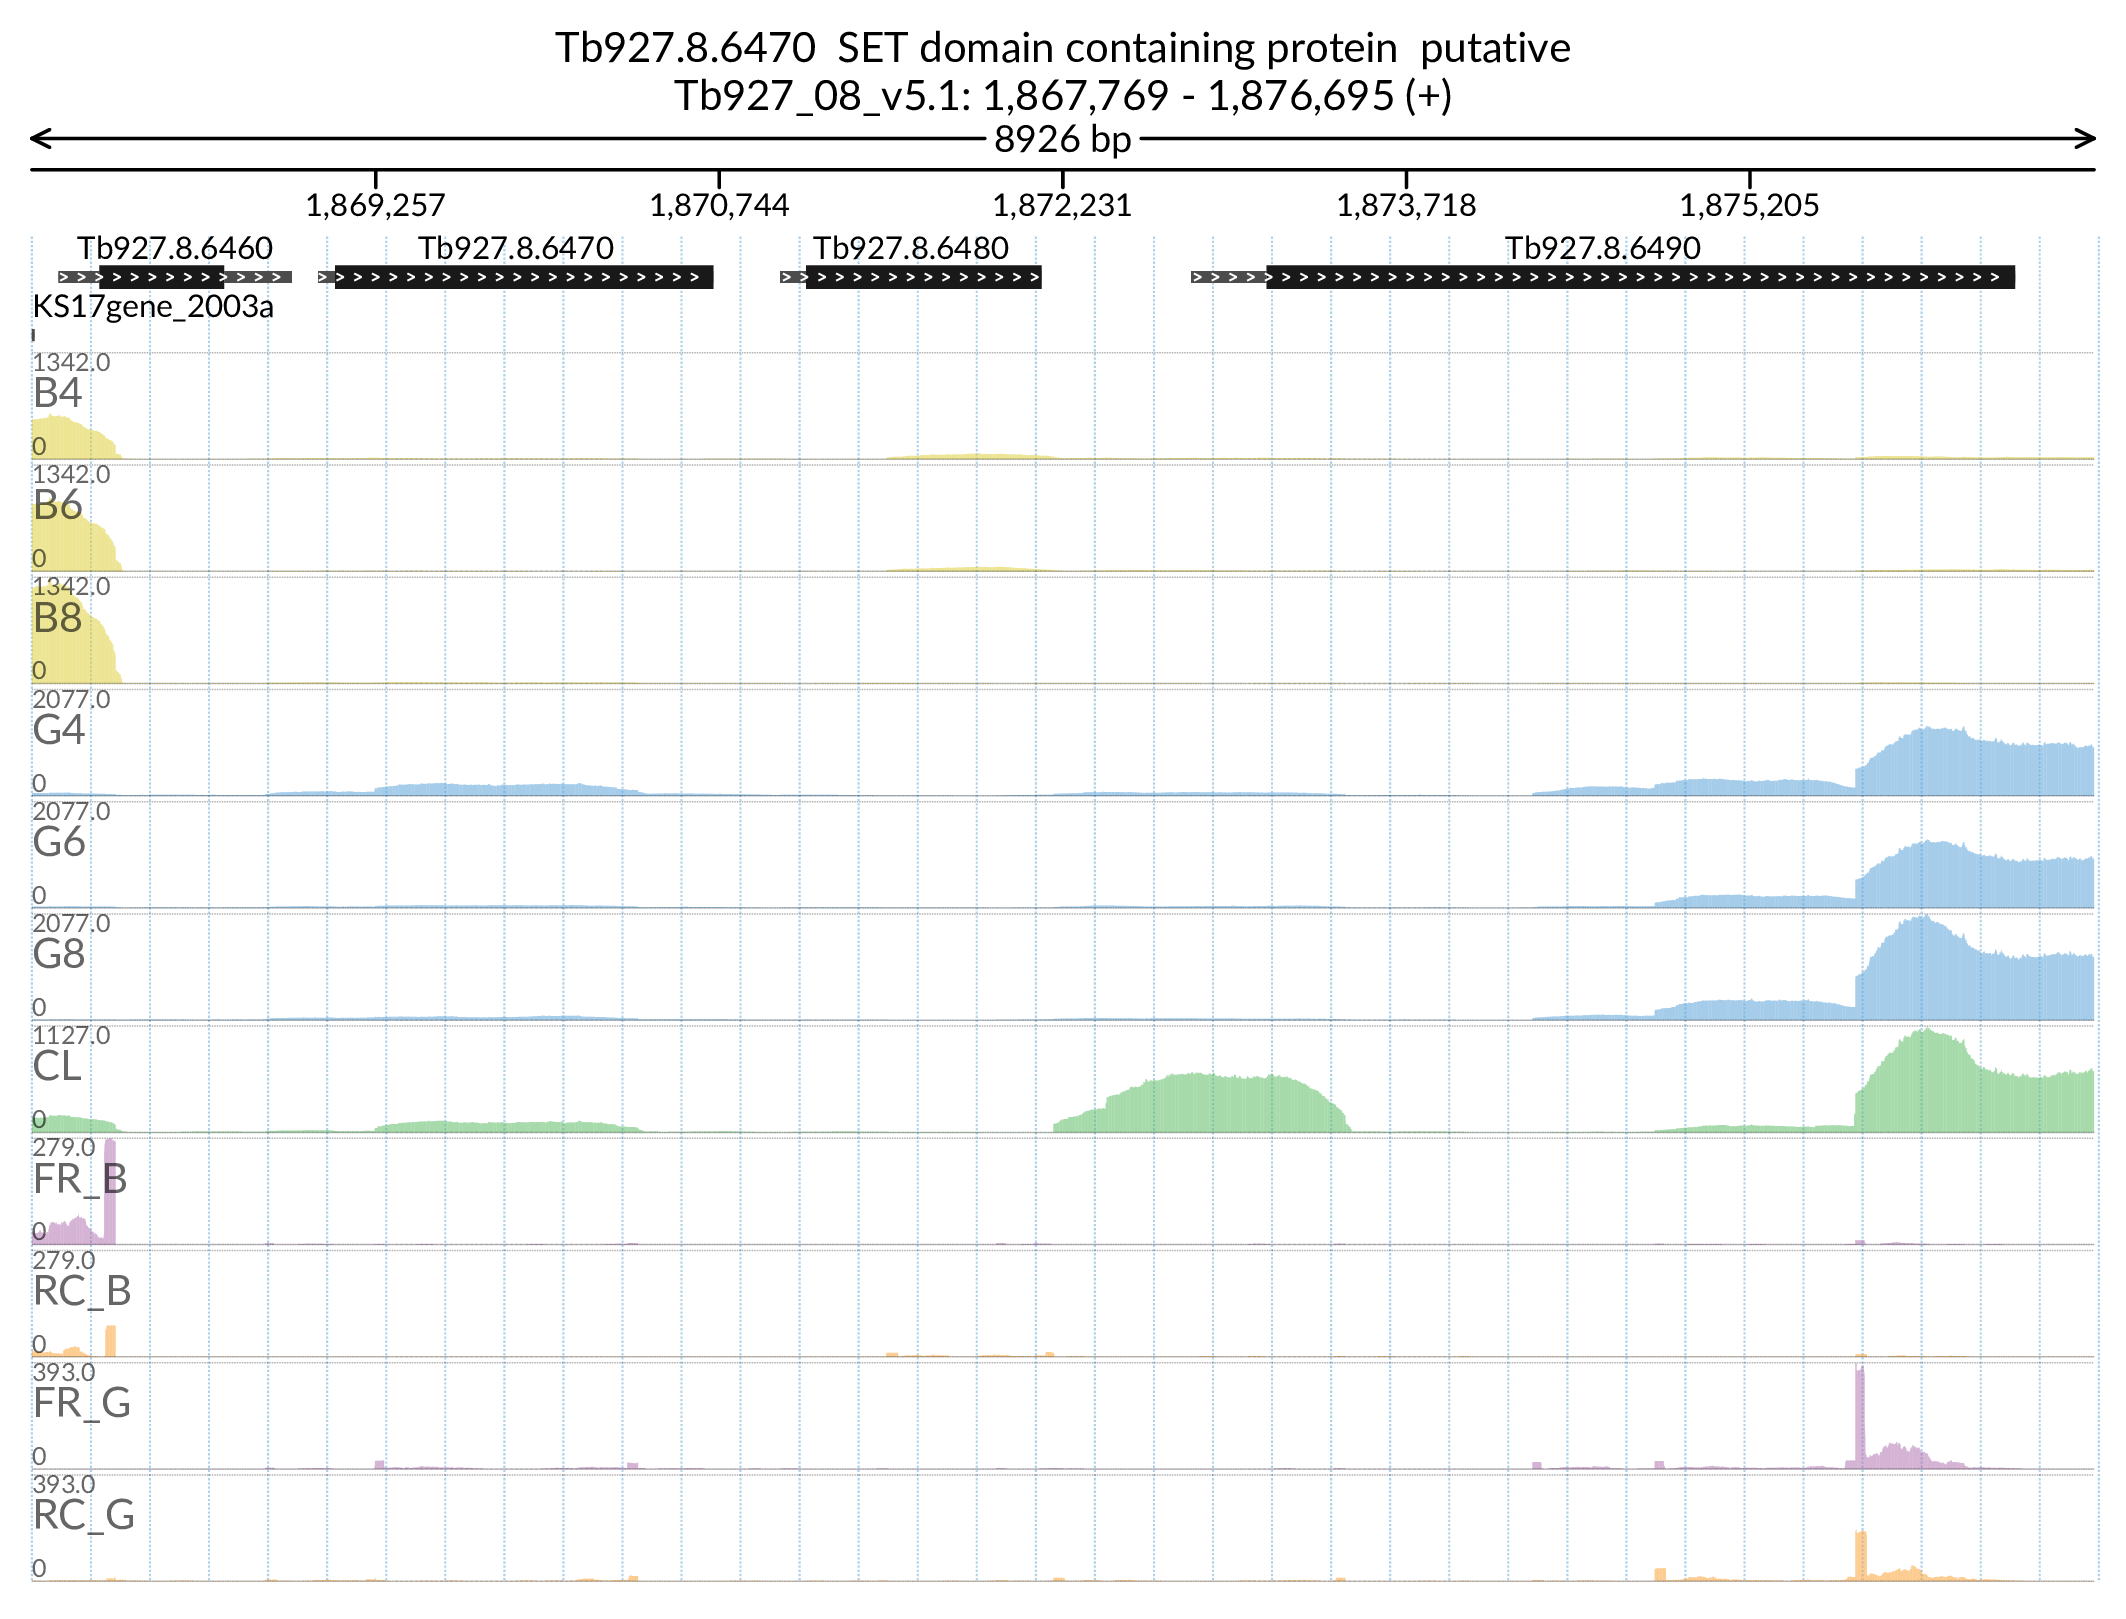 Tb927.8.6470  SET domain containing protein  putative
Tb927_08_v5.1: 1,867,769 - 1,876,695 (+)
8926 bp
1,869,257 1,870,744 1,872,231 1,873,718 1,875,205
Tb927.8.6460 Tb927.8.6470 Tb927.8.6480 Tb927.8.6490
KS17gene_2003a
1342.0
B4
0
1342.0
B6
0
1342.0
B8
0
2077.0
G4
0
2077.0
G6
0
2077.0
G8
0
1127.0
CL
0
279.0
FR_B
0
279.0
RC_B
0
393.0
FR_G
0
393.0
RC_G
0